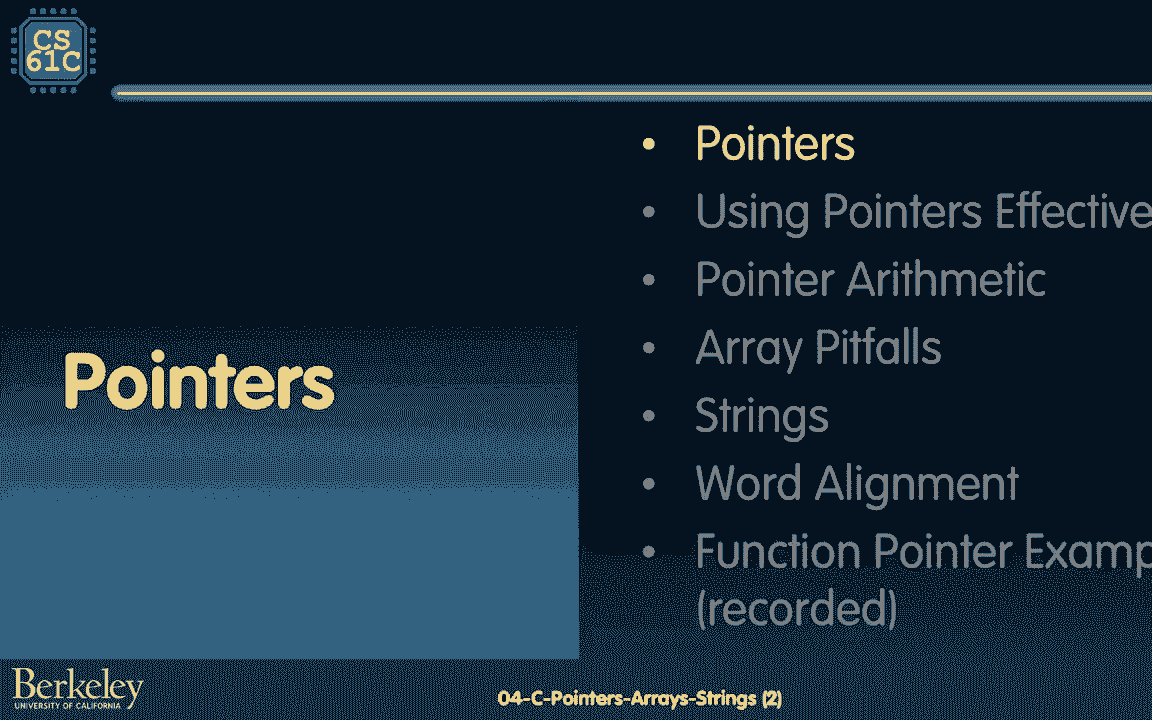 CS
61C
Pointers
• Pointers
• Using Pointers Effective
• Pointer Arithmetic
• Array Pitfalls
• Strings
• Word Alignment
• Function Pointer Examp
(recorded)
Berkeley
UNIVERSITY OF CALIFORNIA
04-C-Pointers-Arrays-Strings (2)